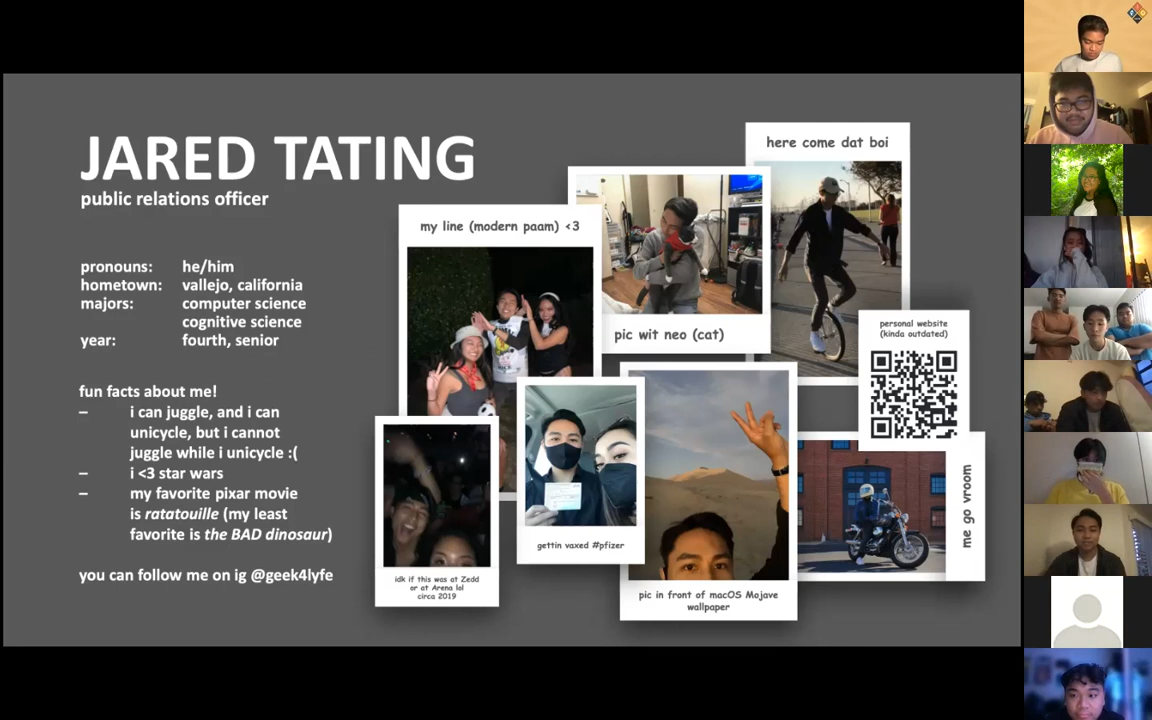 JARED TATING
public relations officer
pronouns: he/him
hometown: vallejo, california
majors: computer science
cognitive science
year: fourth, senior
fun facts about me!
– i can juggle, and i can
unicycle, but i cannot
juggle while i unicycle :(
– i <3 star wars
– my favorite pixar movie
is ratatouille (my least
favorite is the BAD dinosaur)
you can follow me on ig @geek4lyfe
my line (modern paam) <3
pic wit neo (cat)
here come dat boi
personal website
(kinda outdated)
idk if this was at Zedd
or at Arena lol
circa 2019
gettin vaxed #pfizer
pic in front of macOS Mojave
wallpaper
me go vroom